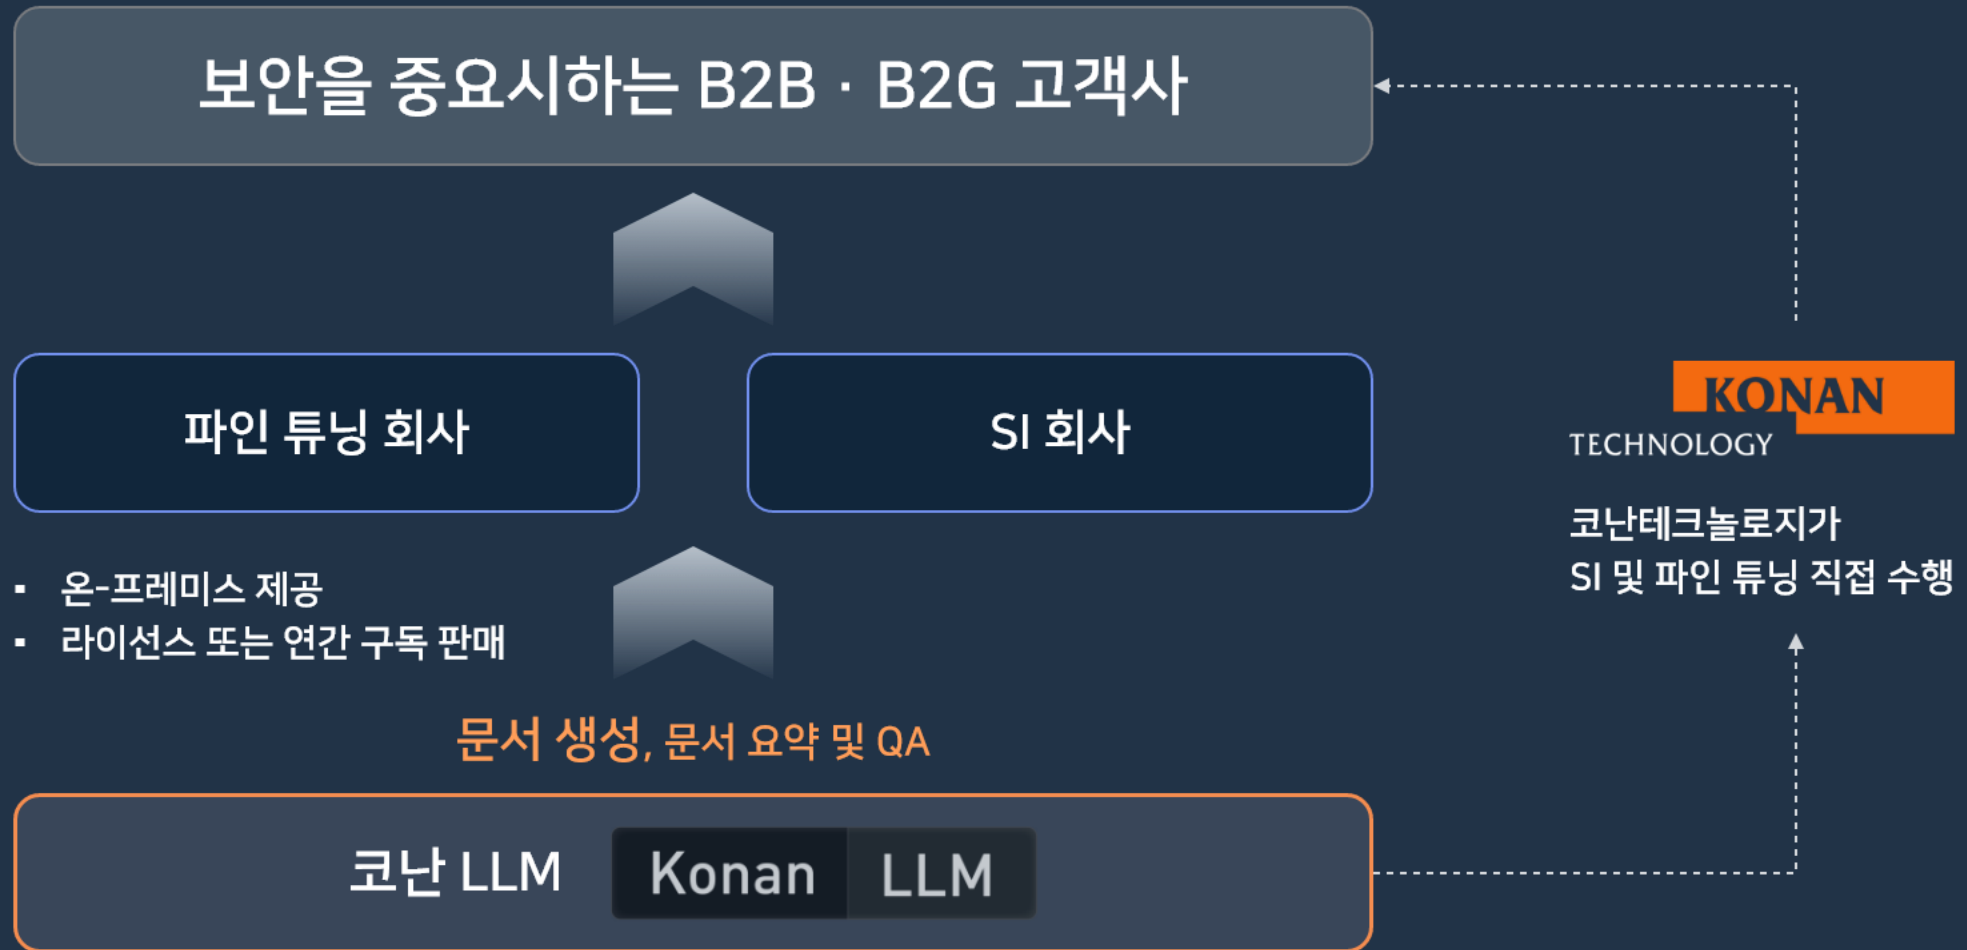 보안을 중요시하는 B2B · B2G 고객사
파인 튜닝 회사
SI 회사
KONAN
TECHNOLOGY
코난테크놀로지가
SI 및 파인 튜닝 직접 수행
▪ 온-프레미스 제공
▪ 라이선스 또는 연간 구독 판매
문서 생성, 문서 요약 및 QA
코난 LLM
Konan LLM